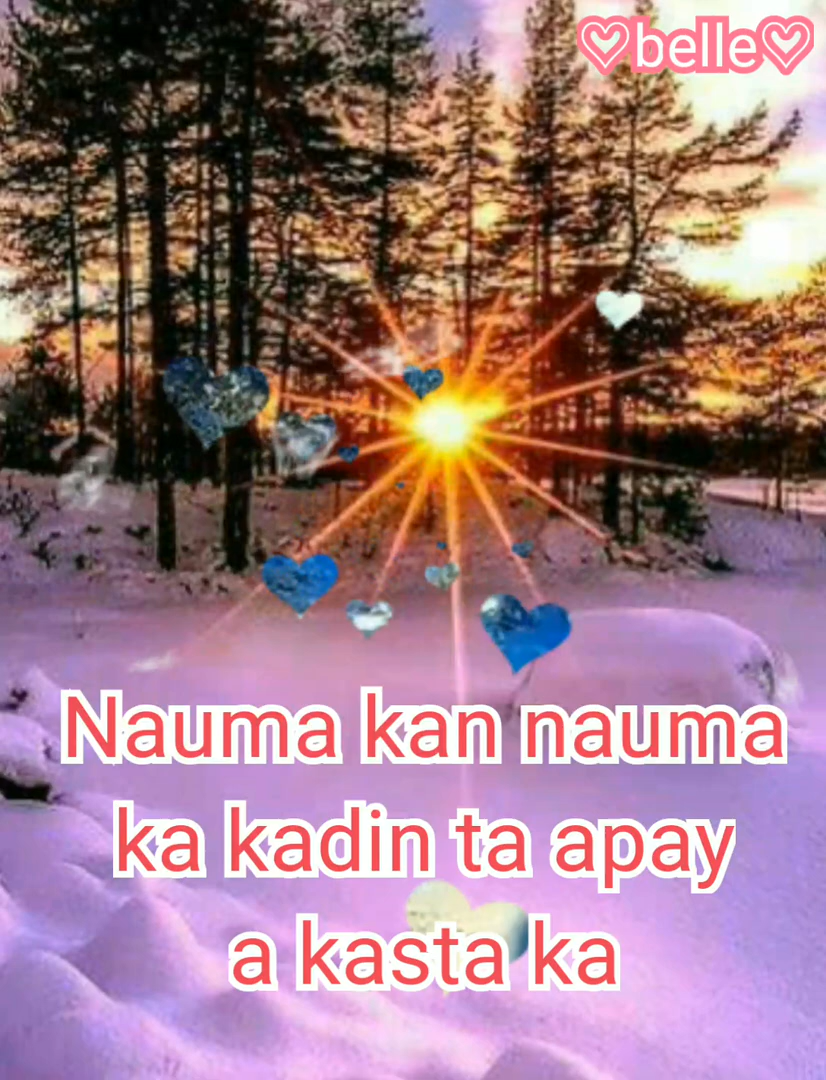 ♡belle♡
Nauma kan nauma
ka kadin ta apay
a kasta ka